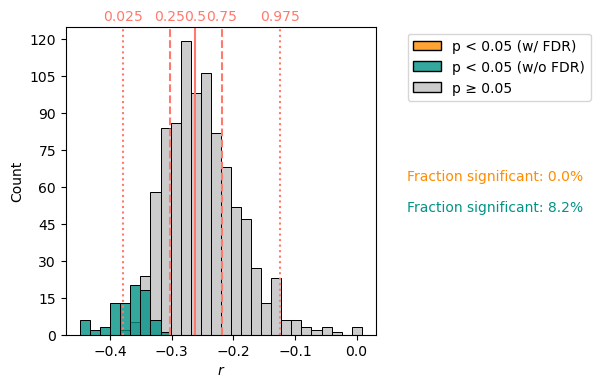 0.025 0.25 0.5 0.75 0.975
120
105
90
75
60
45
30
15
0
Count
−0.4 −0.3 −0.2 −0.1 0.0
r
p < 0.05 (w/ FDR)
p < 0.05 (w/o FDR)
p ≥ 0.05
Fraction significant: 0.0%
Fraction significant: 8.2%